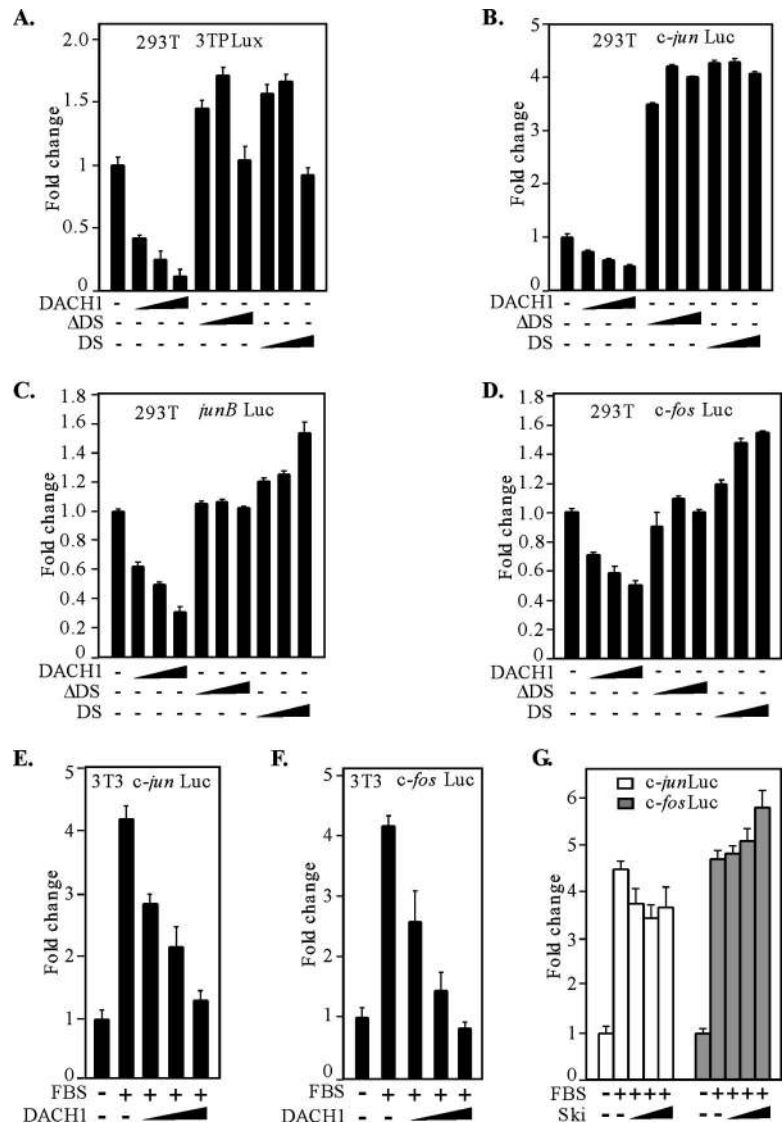 A.
293T 3TPLux
Fold change
2.0
1.5
1
0.5
0
DACH1 - - - - - - -
ΔDS - - - - - - -
DS - - - - - - -
B.
293T c-jun Luc
Fold change
5
4
3
2
1
0
DACH1 - - - - - - -
ΔDS - - - - - - -
DS - - - - - - -
C.
293T junB Luc
Fold change
1.8
1.6
1.4
1.2
1.0
0.8
0.6
0.4
0.2
0
DACH1 - - - - - - -
ΔDS - - - - - - -
DS - - - - - - -
D.
293T c-fos Luc
Fold change
1.8
1.6
1.4
1.2
1.0
0.8
0.6
0.4
0.2
0
DACH1 - - - - - - -
ΔDS - - - - - - -
DS - - - - - - -
E.
3T3 c-jun Luc
Fold change
5
4
3
2
1
0
FBS - + + + +
DACH1 - -
F.
3T3 c-fos Luc
Fold change
5
4
3
2
1
0
FBS - + + + +
DACH1 - -
G.
c-junLuc
c-fosLuc
Fold change
6
5
4
3
2
1
0
FBS -++++ -++++
Ski -- --